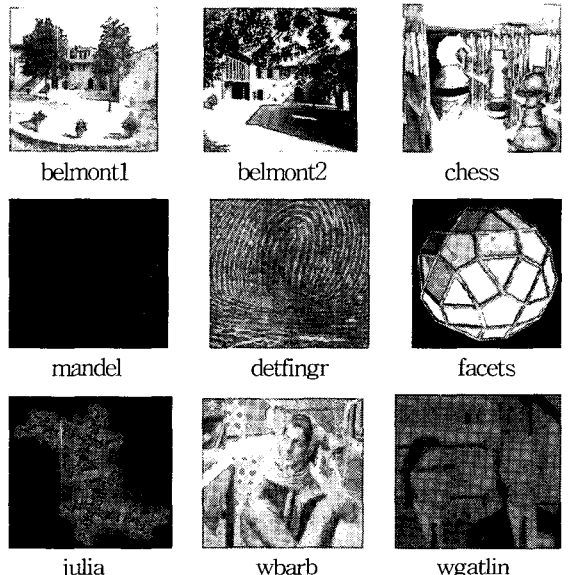 belmont1 belmont2 chess
mandel detfingr facets
julia wbarb wgatlin